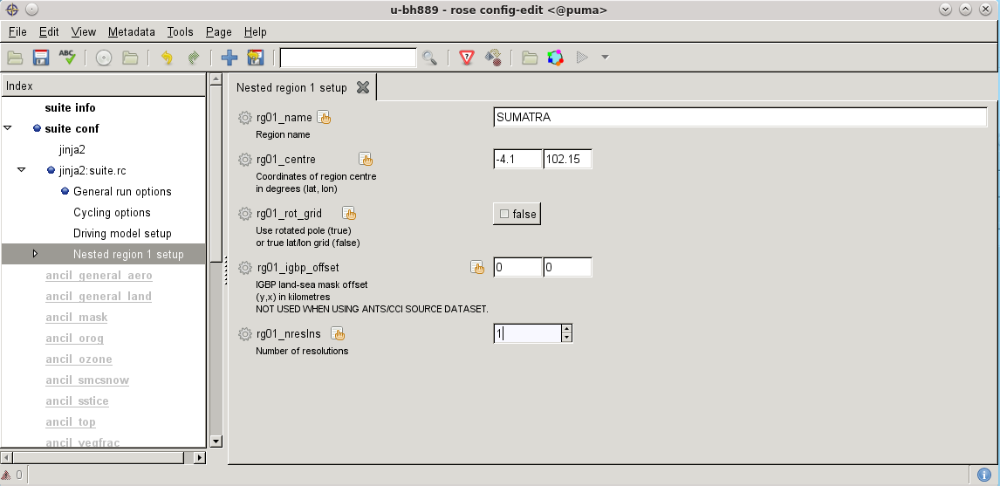 u-bh889 - rose config-edit <@puma>
File Edit View Metadata Tools Page Help
ABC
Index
suite info
suite conf
jinja2
jinja2:suite.rc
General run options
Cycling options
Driving model setup
Nested region 1 setup
ancil_general_aero
ancil_general_land
ancil_mask
ancil_orog
ancil_ozone
ancil_smcsnow
ancil_sstice
ancil_top
ancil_vegfrac
Nested region 1 setup
rg01_name SUMATRA
Region name
rg01_centre -4.1 102.15
Coordinates of region centre
in degrees (lat, lon)
rg01_rot_grid false
Use rotated pole (true)
or true lat/lon grid (false)
rg01_igbp_offset 0 0
IGBP land-sea mask offset
(y,x) in kilometres
NOT USED WHEN USING ANTS/CCI SOURCE DATASET.
rg01_nreslns 1
Number of resolutions
0